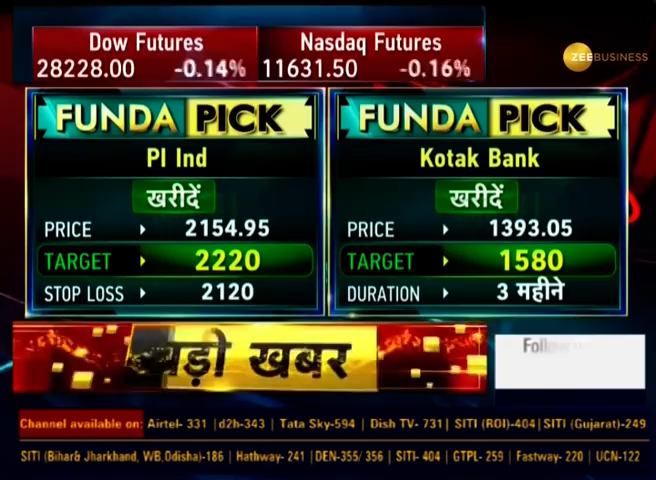 Dow Futures
28228.00 -0.14%
Nasdaq Futures
11631.50 -0.16%
ZEEBUSINESS
FUNDA PICK
PI Ind
खरीदें
PRICE 2154.95
TARGET 2220
STOP LOSS 2120
FUNDA PICK
Kotak Bank
खरीदें
PRICE 1393.05
TARGET 1580
DURATION 3 महीने
खबर
Channel available on: Airtel- 331 | d2h-343 | Tata Sky-594 | Dish TV- 731 | SITI (ROI)-404 | SITI (Gujarat)-249
SITI (Bihar& Jharkhand, WB,Odisha)-186 | Hathway- 241 | DEN-355/ 356 | SITI- 404 | GTPL- 259 | Fastway- 220 | UCN-122